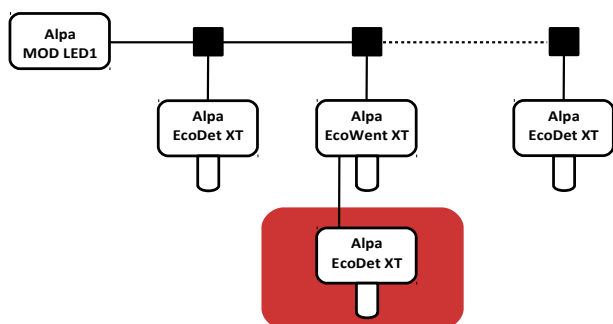 Alpa
MOD LED1
Alpa
EcoDet XT
Alpa
EcoWent XT
Alpa
EcoDet XT
Alpa
EcoDet XT